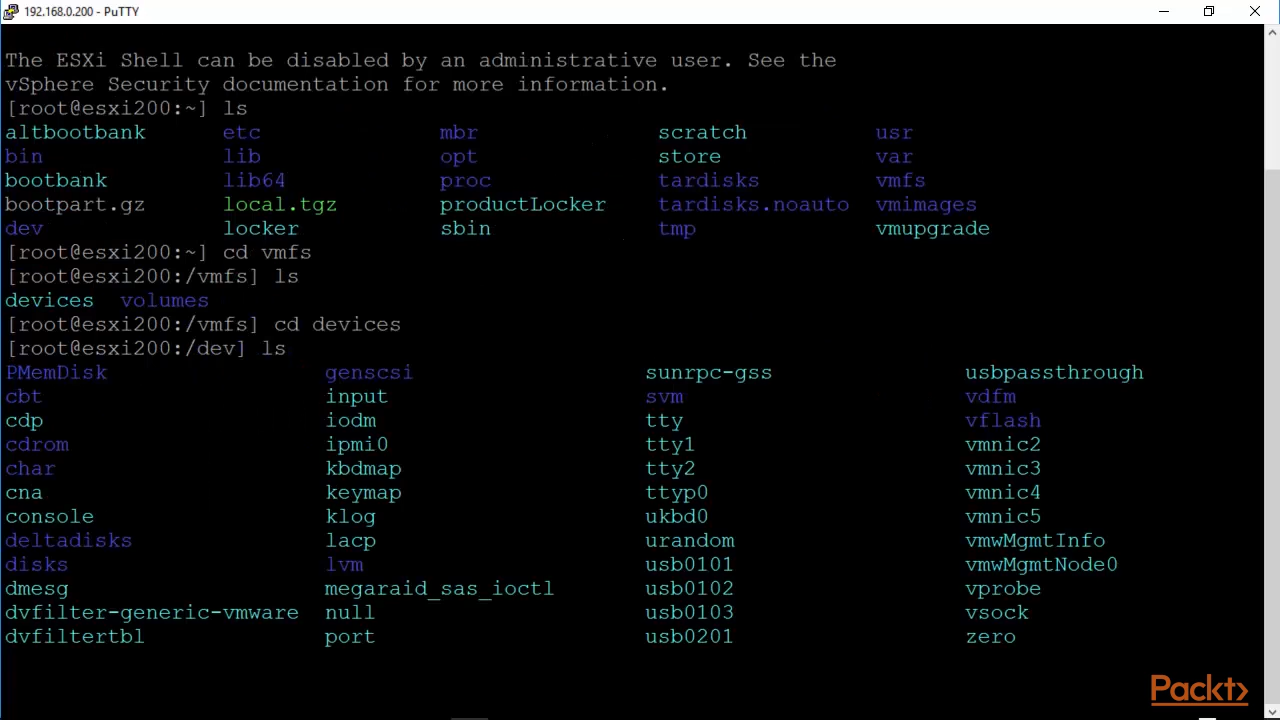 192.168.0.200 - PuTTY
The ESXi Shell can be disabled by an administrative user. See the
vSphere Security documentation for more information.
[root@esxi200:~] ls
altbootbank etc mbr scratch usr
bin lib opt store var
bootbank lib64 proc tardisks vmfs
bootpart.gz local.tgz productLocker tardisks.noauto vmimages
dev locker sbin tmp vmupgrade
[root@esxi200:~] cd vmfs
[root@esxi200:/vmfs] ls
devices volumes
[root@esxi200:/vmfs] cd devices
[root@esxi200:/dev] ls
PMemDisk genscsi sunrpc-gss usbpassthrough
cbt input svm vdfm
cdp iodm tty vflash
cdrom ipmi0 tty1 vmnic2
char kbdmap tty2 vmnic3
cna keymap ttyp0 vmnic4
console klog ukbd0 vmnic5
deltadisks lacp urandom vmwMgmtInfo
disks lvm usb0101 vmwMgmtNode0
dmesg megaraid_sas_ioctl usb0102 vprobe
dvfilter-generic-vmware null usb0103 vsock
dvfiltertbl port usb0201 zero
Packt>